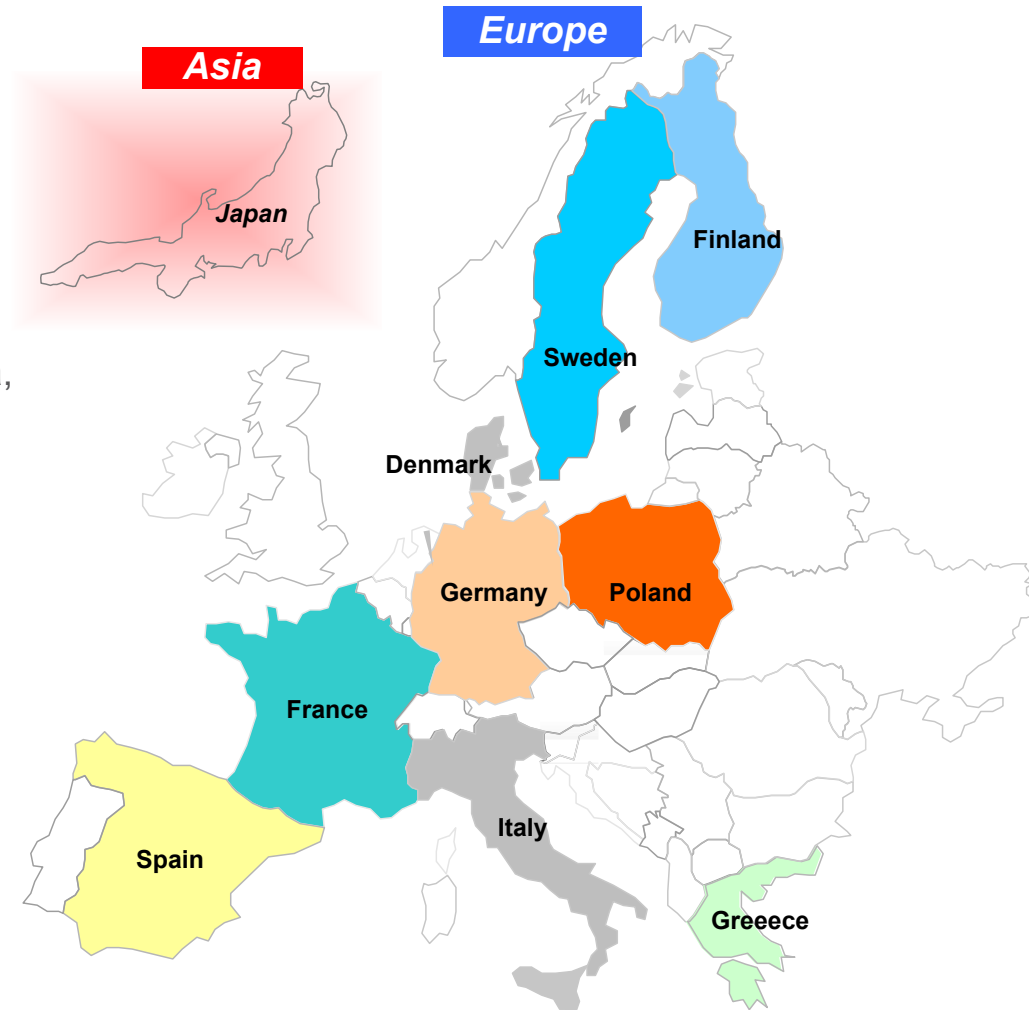 Europe
Asia
Japan
Finland
Sweden
Denmark
Germany
Poland
France
Italy
Spain
Greeece